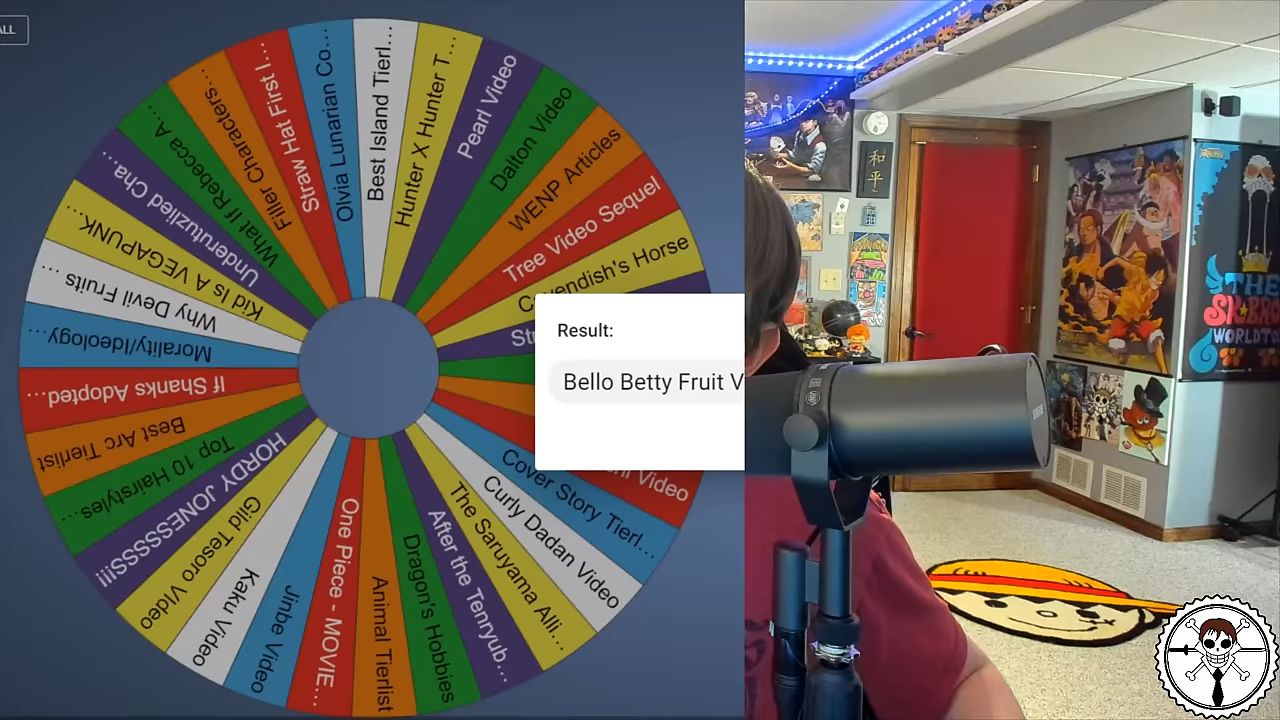 ALL
Best Island Tierl...
Hunter X Hunter T...
Pearl Video
Dalton Video
WENP Articles
Tree Video Sequel
Cavendish's Horse
Result:
Bello Betty Fruit V
Video
Cover Story Tierl...
Curly Dadan Video
The Saruyama Alli...
After the Tenryub...
Dragon's Hobbies
Animal Tierlist
One Piece - MOVIE...
Jinbe Video
Kaku Video
Gild Tesoro Video
HORDY JONESSSSS!!!
Top 10 Hairstyles...
Best Arc Tierlist
If Shanks Adopted...
Morality/Ideology...
Why Devil Fruits ...
Kid Is A VEGAPUNK...
Underutuzlied Cha...
What If Rebecca A...
Filler Characters...
Straw Hat First I...
Olvia Lunarian Co...
和
平
THE
WORLD TO